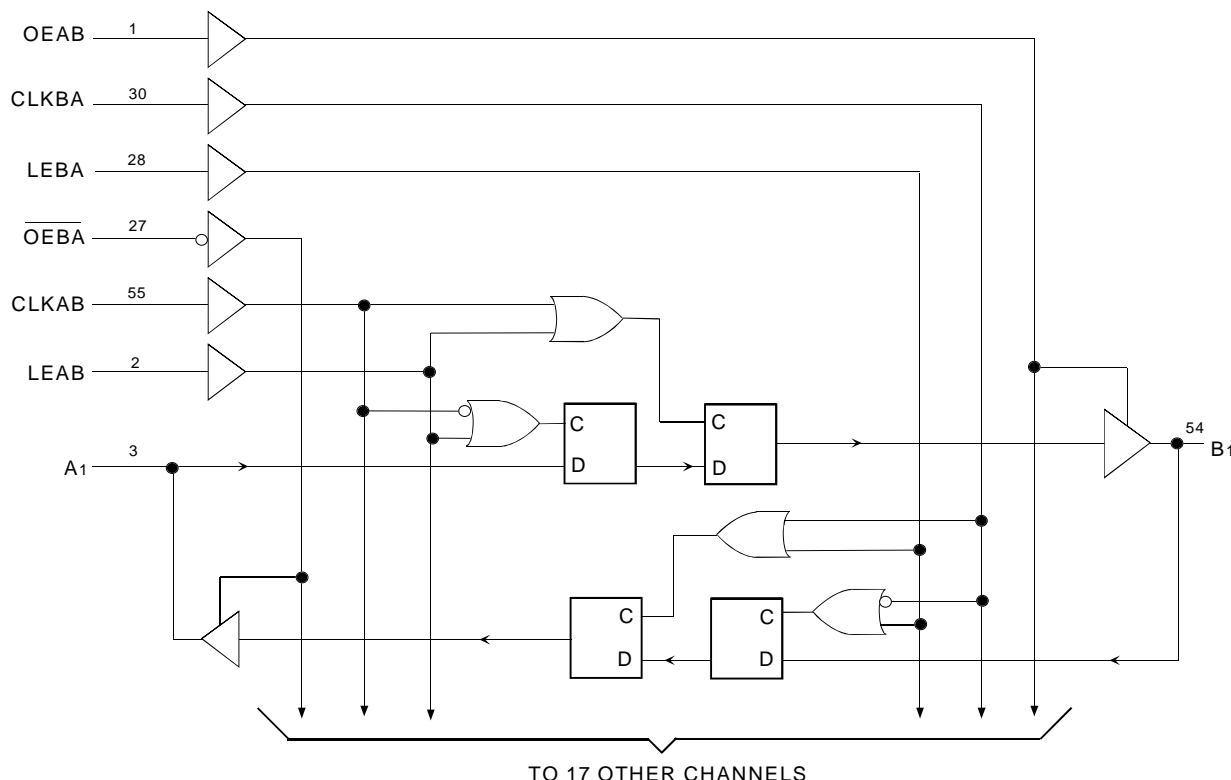 OEAB 1
CLKBA 30
LEBA 28
OEBA 27
CLKAB 55
LEAB 2
C
C
A1 3
D
D
54
B1
C
C
D
D
TO 17 OTHER CHANNELS